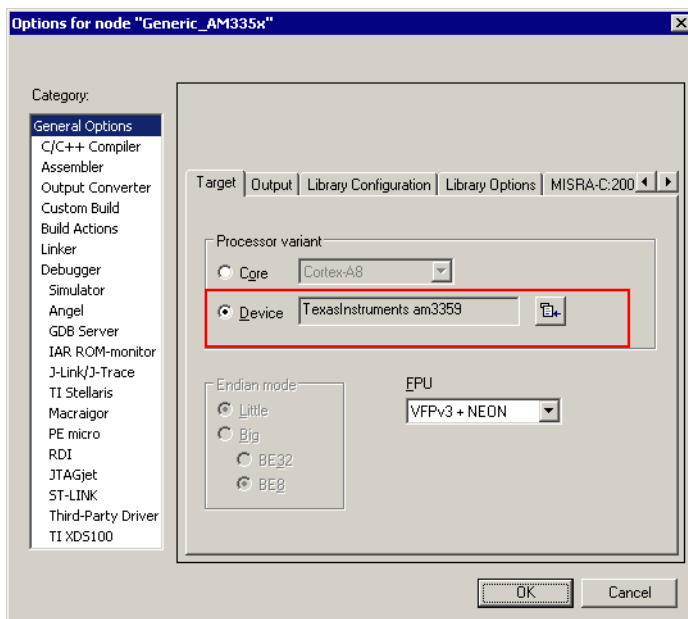 Options for node "Generic_AM335x"
Category:
General Options
C/C++ Compiler
Assembler
Output Converter
Custom Build
Build Actions
Linker
Debugger
Simulator
Angel
GDB Server
IAR ROM-monitor
J-Link/J-Trace
TI Stellaris
Macraigor
PE micro
RDI
JTAGjet
ST-LINK
Third-Party Driver
TI XDS100
Target Output Library Configuration Library Options MISRA-C:200
Processor variant
Core Cortex-A8
Device TexasInstruments am3359
Endian mode
Little
Big
BE32
BE8
FPU
VFPv3 + NEON
OK Cancel